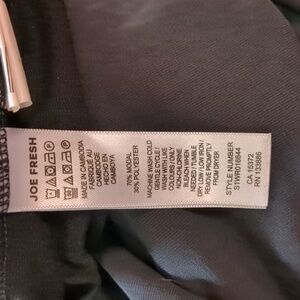 JOE FRESH
MADE IN CAMBODIA
FABRIQUÉ AU
CAMBODGE
HECHO EN
CAMBOYA
70% MODAL
30% POLYESTER
MACHINE WASH COLD
GENTLE CYCLE /
WASH WITH LIKE
COLOURS ONLY /
NON-CHLORINE
BLEACH WHEN
NEEDED / TUMBLE
DRY LOW / LOW IRON /
REMOVE PROMPTLY
FROM DRYER
STYLE NUMBER
CA 15372
RN 133986